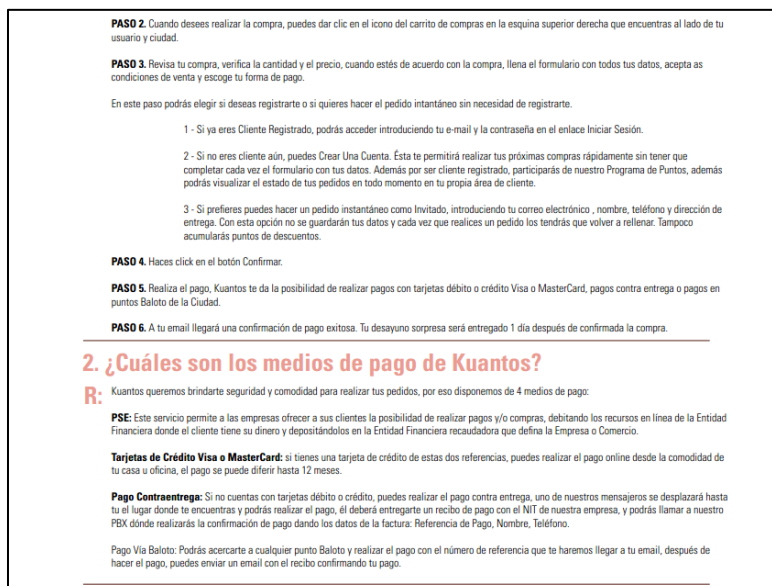 PASO 2. Cuando desees realizar la compra, puedes dar clic en el icono del carrito de compras en la esquina superior derecha que encuentras al lado de tu
usuario y ciudad.
PASO 3. Revisa tu compra, verifica la cantidad y el precio, cuando estés de acuerdo con la compra, llena el formulario con todos tus datos, acepta as
condiciones de venta y escoge tu forma de pago.
En este paso podrás elegir si deseas registrarte o si quieres hacer el pedido intantáneo sin necesidad de registrarte.
1 - Si ya eres Cliente Registrado, podrás acceder introduciendo tu e-mail y la contraseña en el enlace Iniciar Sesión.
2 - Si no eres cliente aún, puedes Crear Una Cuenta. Ésta te permitirá realizar tus próximas compras rápidamente sin tener que
completar cada vez el formulario con tus datos. Además por ser client registrado, participarás de nuestro Programa de Puntos, además
podrás visualizar el estado de tus pedidos en todo momento en tu propia área de cliente.
3 - Si prefieres puedes hacer un pedido instantáneo como Invitado, introduciendo tu correo electrónico , nombre, teléfono y dirección de
entrega. Con esta opción no se guardarán tus datos y cada vez que realices un pedido los tendrás que volver a rellenar. Tampoco
acumularás puntos de descuentos.
PASO 4. Haces click en el botón Confirmar.
PASO 5. Realiza el pago, Kuantos te da la posibilidad de realizar pagos con tarjetas débito o crédito Visa o MasterCard, pagos contra entrega o pagos en
puntos Baloto de la Ciudad.
PASO 6. A tu email llegará una confirmación de pago exitosa. Tu desayuno sorpresa será entregado 1 día después de confirmada la compra.
2. ¿Cuáles son los medios de pago de Kuantos?
R: Kuantos queremos brindarte seguridad y comodidad para realizar tus pedidos, por eso disponemos de 4 medios de pago:
PSE: Este servicio permite a las empresas ofrecer a sus clientes la posibilidad de realizar pagos y/o compras, debitando los recursos en línea de la Entidad
Financiera donde el cliente tiene su dinero y depositándolos en la Entidad Financiera recaudadora que defina la Empresa o Comercio.
Tarjetas de Crédito Visa o MasterCard: si tienes una tarjeta de crédito de estas dos referencias, puedes realizar el pago online desde la comodidad de
tu casa u oficina, el pago se puede diferir hasta 12 meses.
Pago Contraentrega: Si no cuentas con tarjetas débito o crédito, puedes realizar el pago contra entrega, uno de nuestros mensajeros se desplazará hasta
tu el lugar donde te encuentras y podrás realizar el pago, él deberá entregarte un recibo de pago con el NIT de nuestra empresa, y podrás llamar a nuestro
PBX dónde realizarás la confirmación de pago dando los datos de la factura: Referencia de Pago, Nombre, Teléfono.
Pago Vía Baloto: Podrás acercarte a cualquier punto Baloto y realizar el pago con el número de referencia que te haremos llegar a tu email, después de
hacer el pago, puedes enviar un email con el recibo confirmando tu pago.